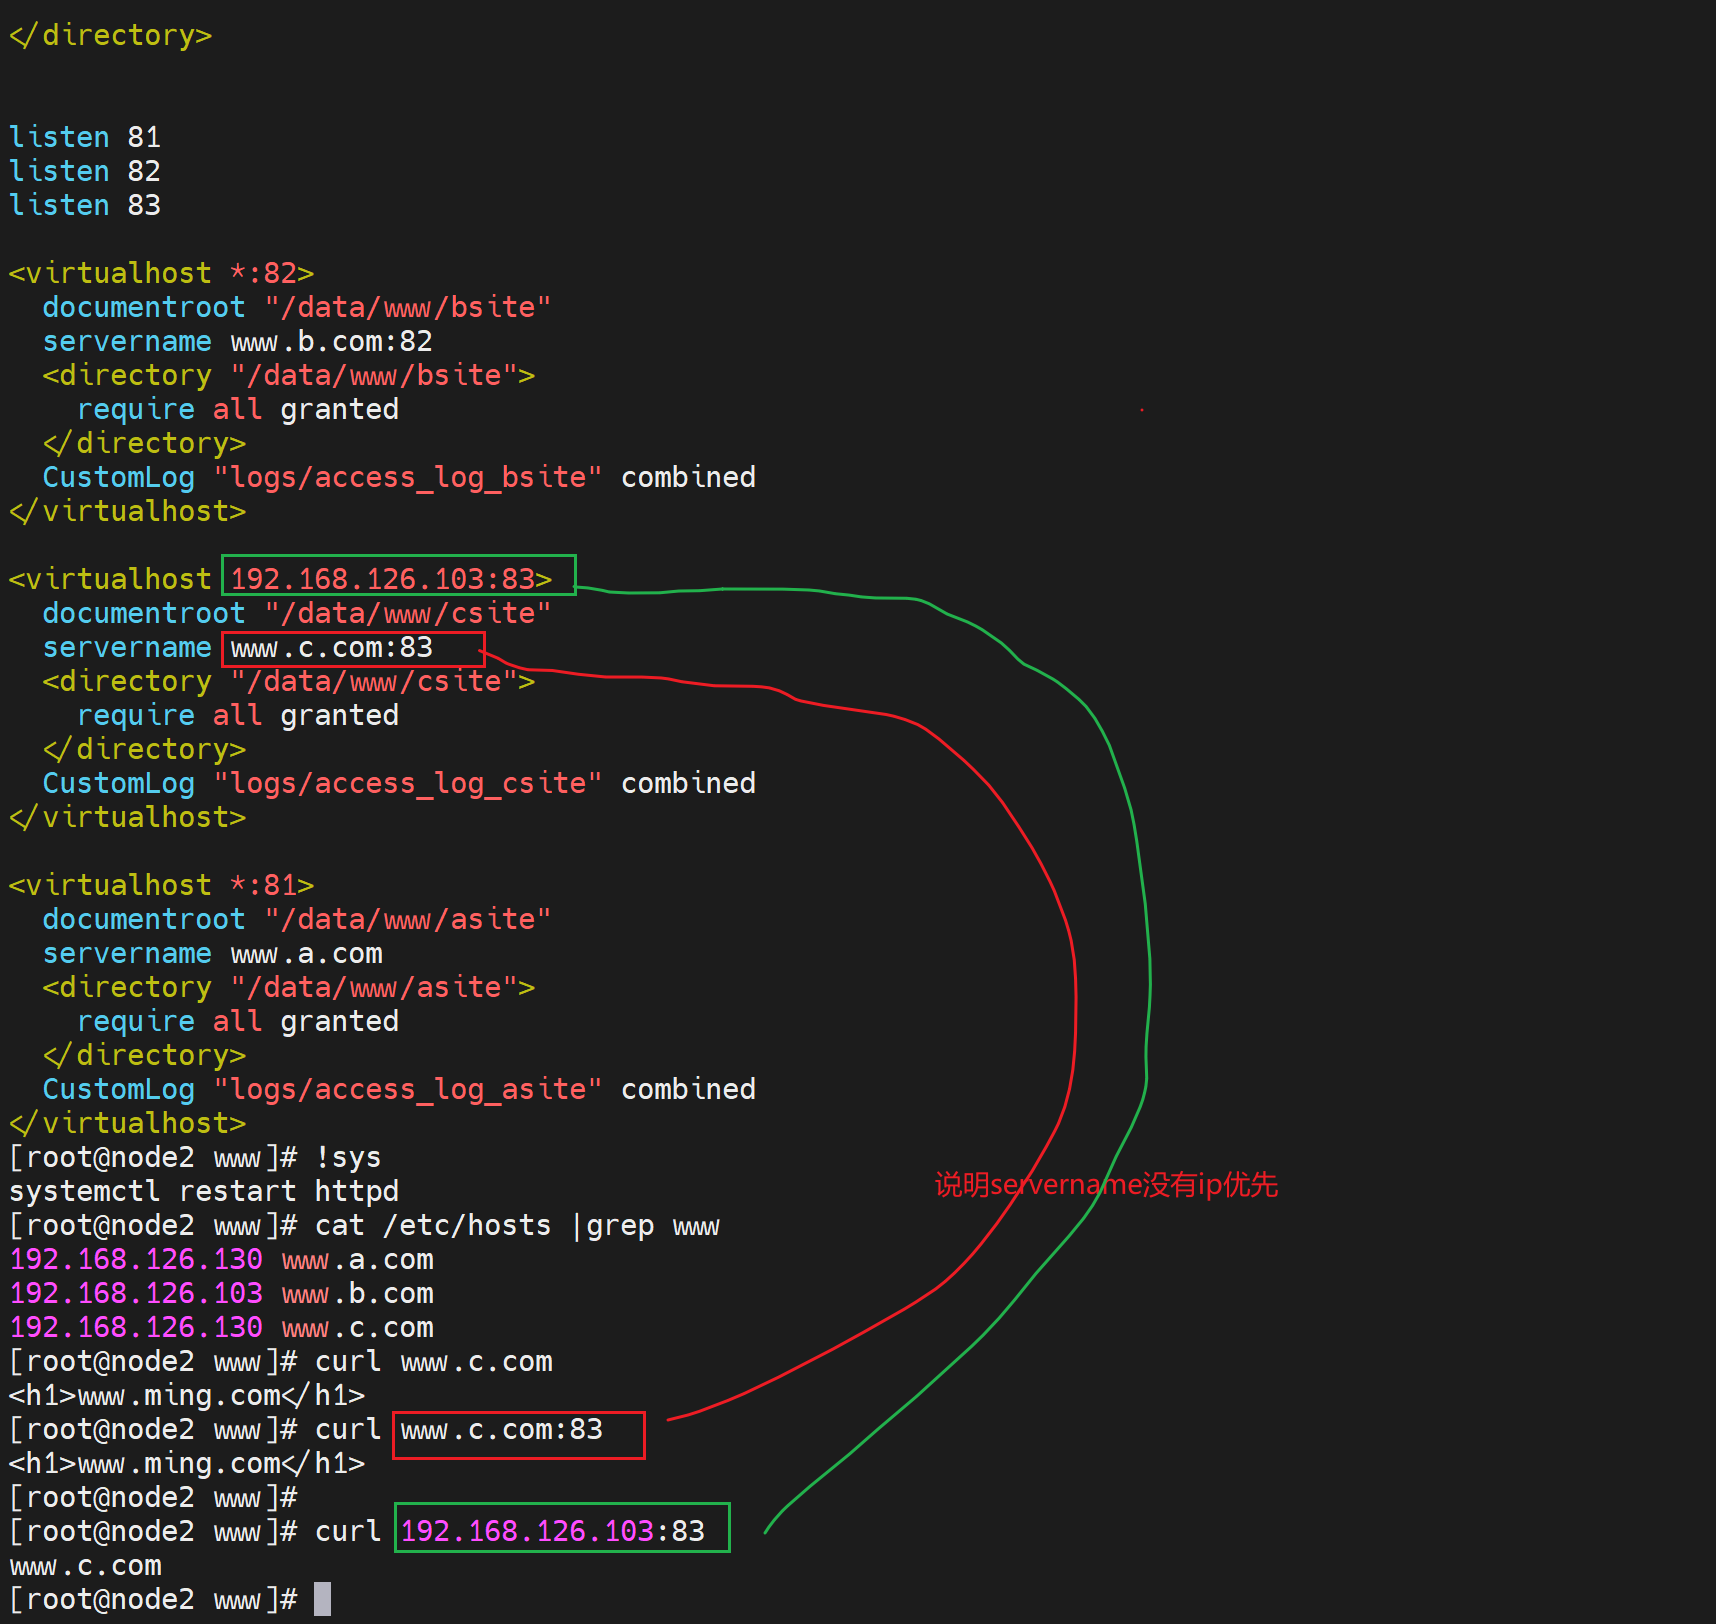 </directory>
listen 81
listen 82
listen 83
<virtualhost *:82>
documentroot "/data/www/bsite"
servername www.b.com:82
<directory "/data/www/bsite">
require all granted
</directory>
CustomLog "logs/access_log_bsite" combined
</virtualhost>
<virtualhost 192.168.126.103:83>
documentroot "/data/www/csite"
servername www.c.com:83
<directory "/data/www/csite">
require all granted
</directory>
CustomLog "logs/access_log_csite" combined
</virtualhost>
<virtualhost *:81>
documentroot "/data/www/asite"
servername www.a.com
<directory "/data/www/asite">
require all granted
</directory>
CustomLog "logs/access_log_asite" combined
</virtualhost>
[root@node2 www]# !sys
说明servername没有ip优先
systemctl restart httpd
[root@node2 www]# cat /etc/hosts |grep www
192.168.126.130 www.a.com
192.168.126.103 www.b.com
192.168.126.130 www.c.com
[root@node2 www]# curl www.c.com
<h1>www.ming.com</h1>
[root@node2 www]# curl www.c.com:83
<h1>www.ming.com</h1>
[root@node2 www]#
[root@node2 www]# curl 192.168.126.103:83
www.c.com
[root@node2 www]#